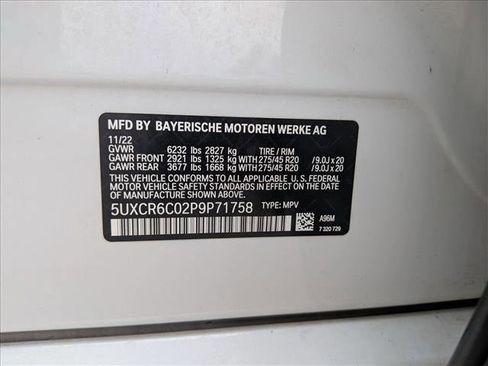 MFD BY BAYERISCHE MOTOREN WERKE AG
11/22
GVWR 6232 lbs 2827 kg TIRE / RIM
GAWR FRONT 2921 lbs 1325 kg WITH 275/45 R20 /9.0J x 20
GAWR REAR 3677 lbs 1668 kg WITH 275/45 R20 /9.0J x 20
THIS VEHICLE CONFORMS TO ALL APPLICABLE U. S. FEDERAL
MOTOR VEHICLE SAFETY STANDARDS IN EFFECT ON THE DATE
OF MANUFACTURE SHOWN ABOVE.
5UXCR6C02P9P71758 TYPE: MPV
A96M
7 320 729